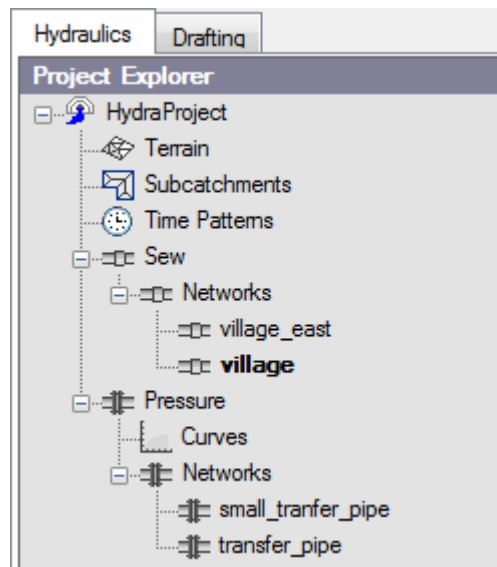 Hydraulics Drafting
Project Explorer
HydraProject
Terrain
Subcatchments
Time Patterns
Sew
Networks
village_east
village
Pressure
Curves
Networks
small_tranfer_pipe
transfer_pipe